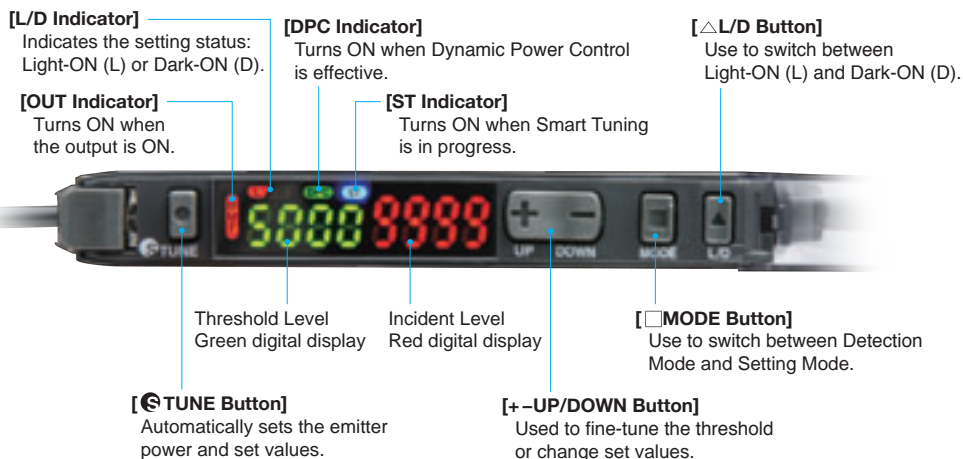 [L/D Indicator]
Indicates the setting status:
Light-ON (L) or Dark-ON (D).
[DPC Indicator]
Turns ON when Dynamic Power Control
is effective.
[△L/D Button]
Use to switch between
Light-ON (L) and Dark-ON (D).
[OUT Indicator]
Turns ON when
the output is ON.
[ST Indicator]
Turns ON when Smart Tuning
is in progress.
5000 9999
S TUNE
+ −
UP DOWN
MODE
L/D
Threshold Level
Green digital display
Incident Level
Red digital display
[□MODE Button]
Use to switch between Detection
Mode and Setting Mode.
[S TUNE Button]
Automatically sets the emitter
power and set values.
[+−UP/DOWN Button]
Used to fine-tune the threshold
or change set values.